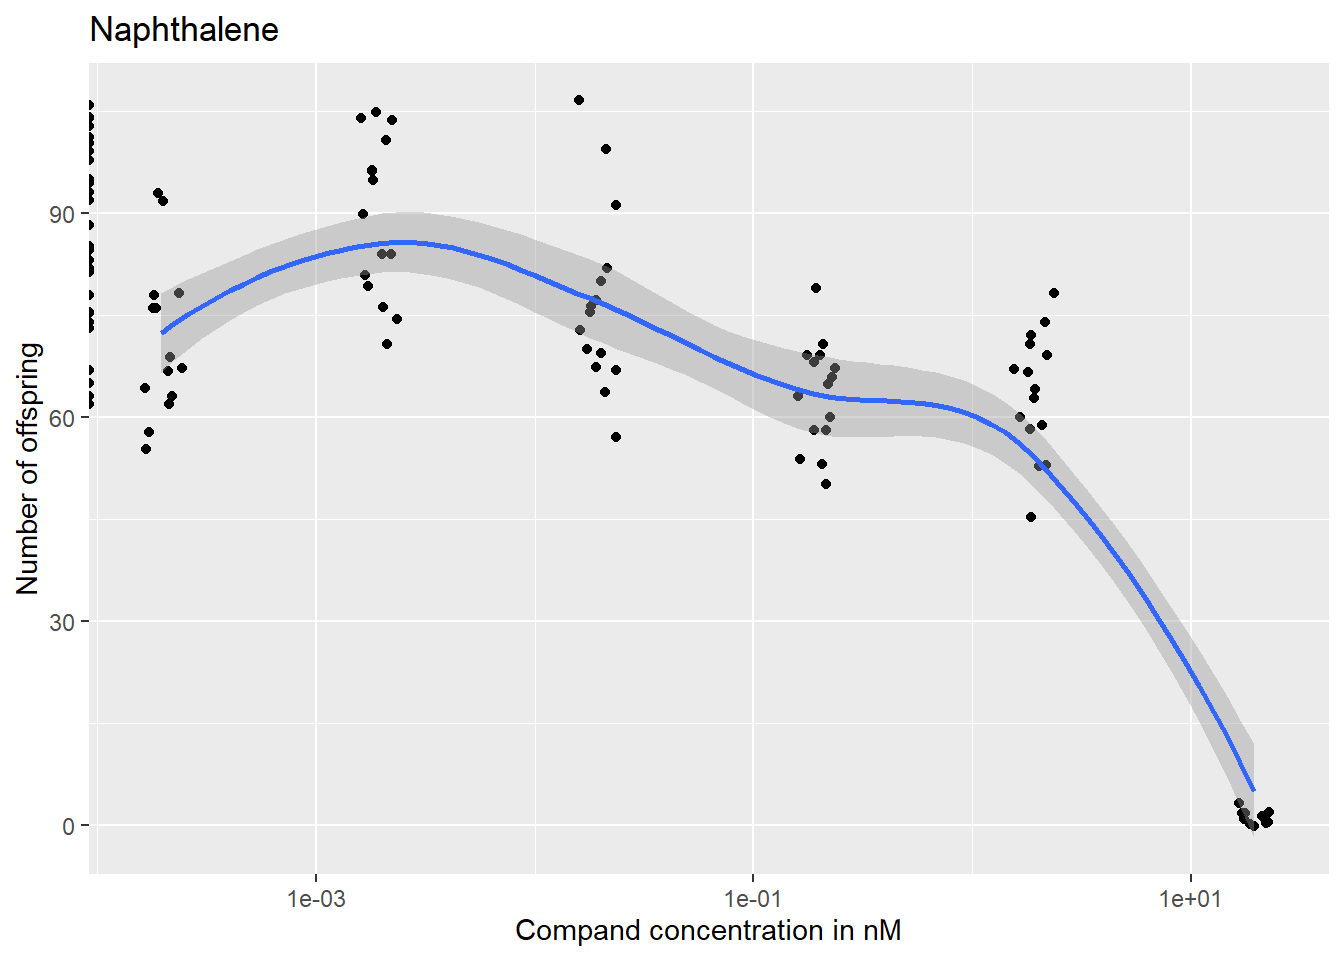 Naphthalene
Number of offspring
90
60
30
0
1e-03
1e-01
1e+01
Compand concentration in nM